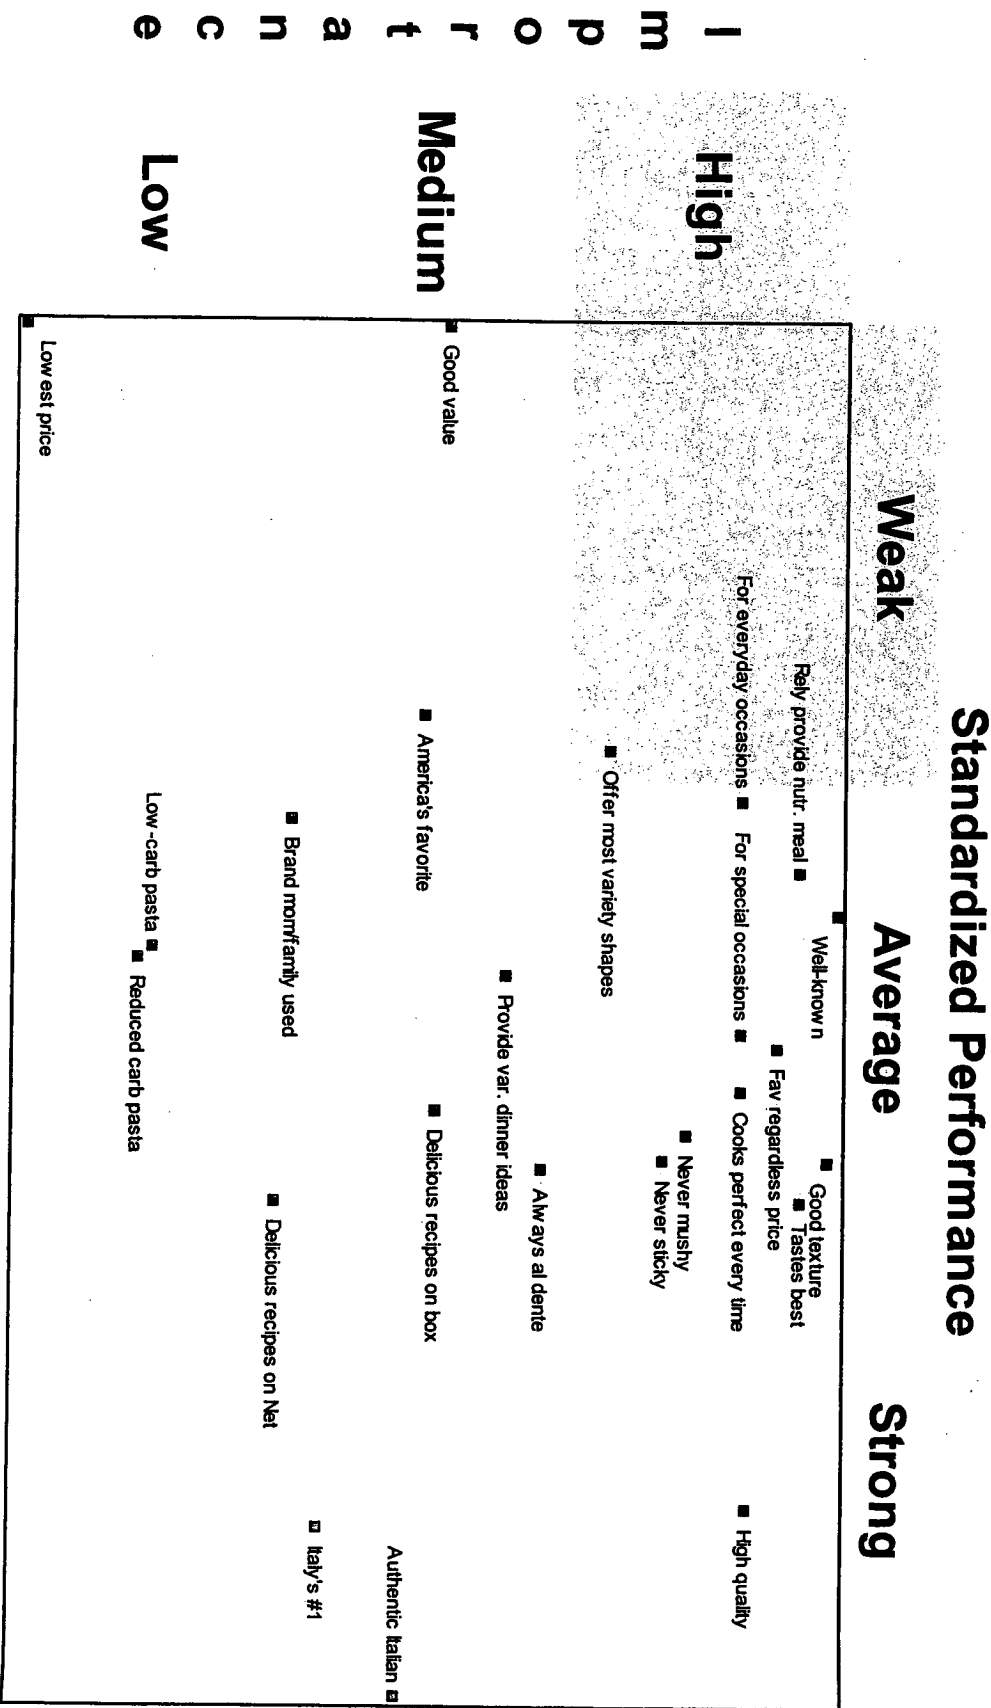 Standardized Performance
Weak
Average
Strong
Importance
High
Medium
Low
Well-known
Good texture
Rely provide nutr. meal
Tastes best
Fav regardless price
For everyday occasions
For special occasions
Cooks perfect every time
High quality
Never mushy
Never sticky
Offer most variety shapes
Always al dente
Provide var. dinner ideas
Good value
America's favorite
Delicious recipes on box
Authentic Italian
Italy's #1
Brand mom/family used
Delicious recipes on Net
Low-carb pasta
Reduced carb pasta
Lowest price